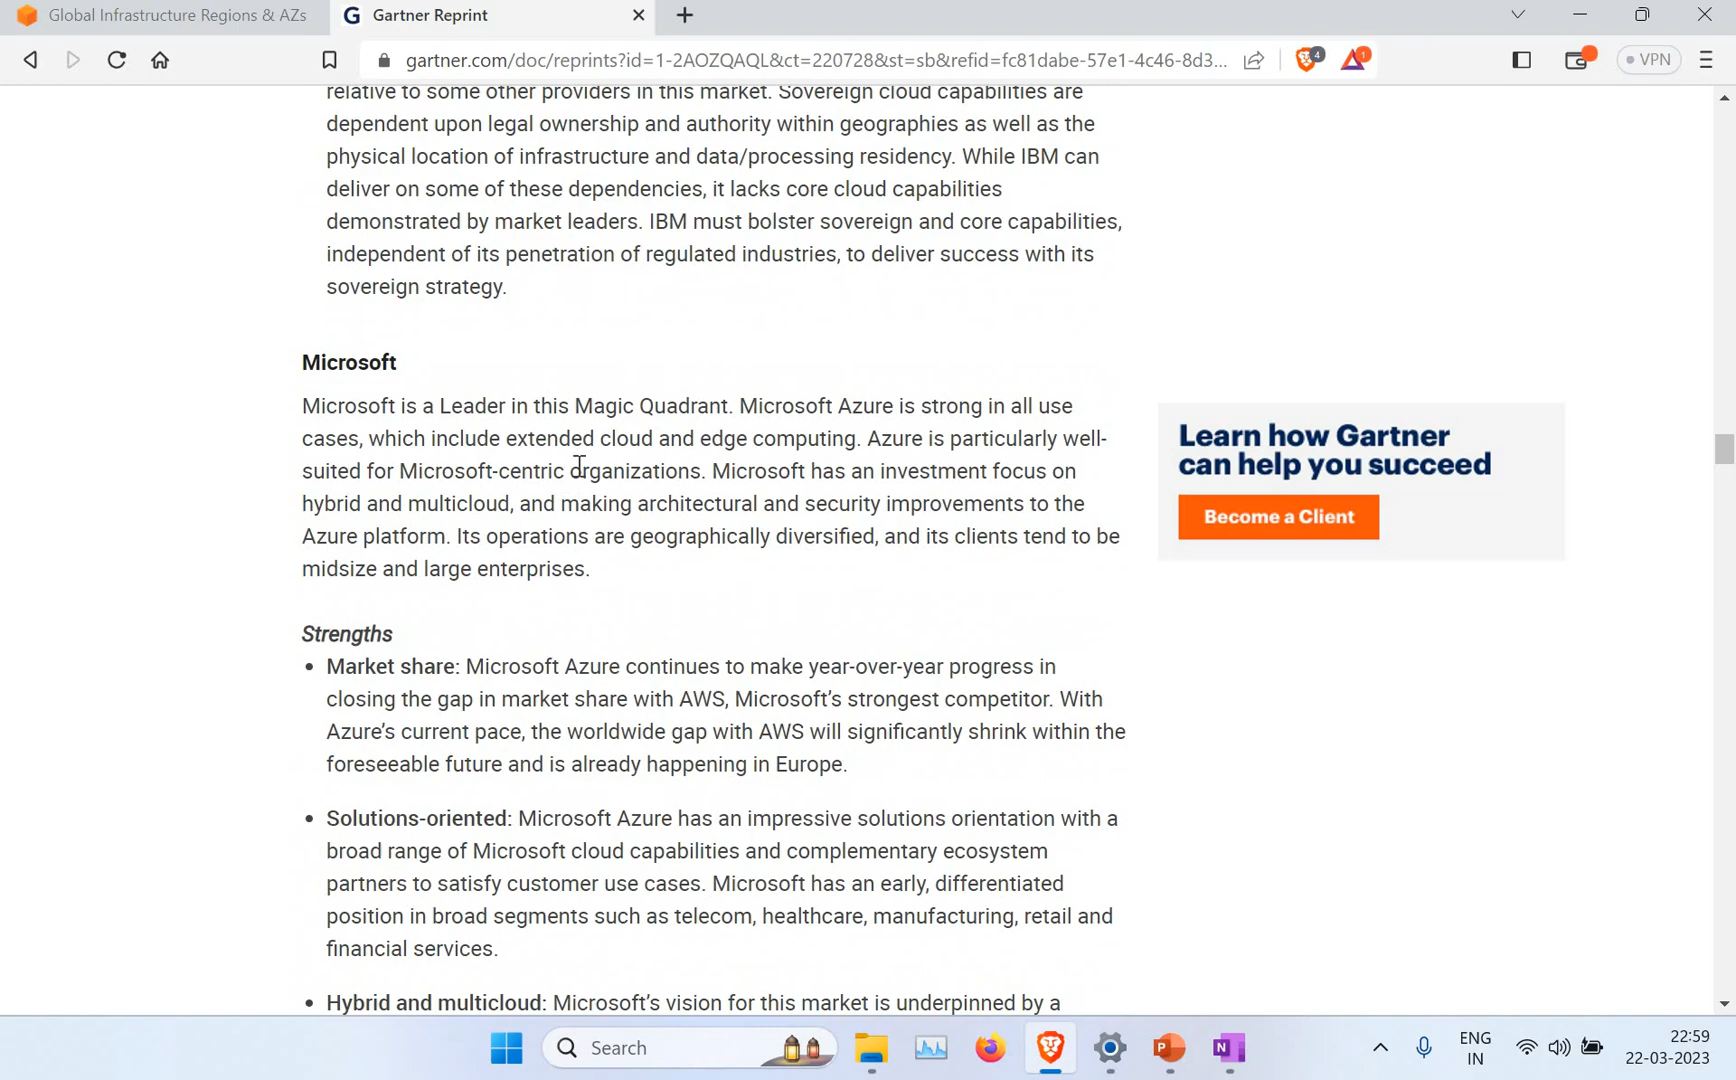 Global Infrastructure Regions & AZs
G Gartner Reprint
gartner.com/doc/reprints?id=1-2AOZQAQL&ct=220728&st=sb&refid=fc81dabe-57e1-4c46-8d3...
4
1
VPN
relative to some other providers in this market. Sovereign cloud capabilities are
dependent upon legal ownership and authority within geographies as well as the
physical location of infrastructure and data/processing residency. While IBM can
deliver on some of these dependencies, it lacks core cloud capabilities
demonstrated by market leaders. IBM must bolster sovereign and core capabilities,
independent of its penetration of regulated industries, to deliver success with its
sovereign strategy.
Microsoft
Microsoft is a Leader in this Magic Quadrant. Microsoft Azure is strong in all use
cases, which include extended cloud and edge computing. Azure is particularly well-
suited for Microsoft-centric organizations. Microsoft has an investment focus on
hybrid and multicloud, and making architectural and security improvements to the
Azure platform. Its operations are geographically diversified, and its clients tend to be
midsize and large enterprises.
Learn how Gartner
can help you succeed
Become a Client
Strengths
• Market share: Microsoft Azure continues to make year-over-year progress in
closing the gap in market share with AWS, Microsoft's strongest competitor. With
Azure's current pace, the worldwide gap with AWS will significantly shrink within the
foreseeable future and is already happening in Europe.
• Solutions-oriented: Microsoft Azure has an impressive solutions orientation with a
broad range of Microsoft cloud capabilities and complementary ecosystem
partners to satisfy customer use cases. Microsoft has an early, differentiated
position in broad segments such as telecom, healthcare, manufacturing, retail and
financial services.
• Hybrid and multicloud: Microsoft's vision for this market is underpinned by a
Search
P
N
ENG
IN
22:59
22-03-2023